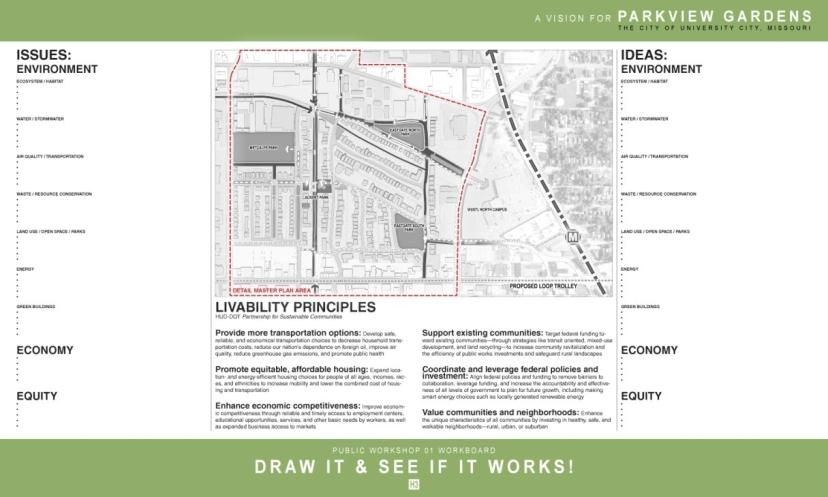 A VISION FOR PARKVIEW GARDENS
THE CITY OF UNIVERSITY CITY, MISSOURI
ISSUES:
ENVIRONMENT
ECOSYSTEM / HABITAT
WATER / STORMWATER
AIR QUALITY / TRANSPORTATION
WASTE / RESOURCE CONSERVATION
LAND USE / OPEN SPACE / PARKS
ENERGY
GREEN BUILDINGS
ECONOMY
EQUITY
METCALFE PARK
EASTGATE NORTH
PARK
ACKERT PARK
EASTGATE SOUTH
PARK
WUSTL NORTH CAMPUS
M
DETAIL MASTER PLAN AREA
PROPOSED LOOP TROLLEY
LIVABILITY PRINCIPLES
HUD-DOT Partnership for Sustainable Communities
Provide more transportation options: Develop safe,
reliable, and economical transportation choices to decrease household trans-
portation costs, reduce our nation's dependence on foreign oil, improve air
quality, reduce greenhouse gas emissions, and promote public health
Promote equitable, affordable housing: Expand loca-
tion- and energy-efficient housing choices for people of all ages, incomes, rac-
es, and ethnicities to increase mobility and lower the combined cost of hous-
ing and transportation
Enhance economic competitiveness: Improve econom-
ic competitiveness through reliable and timely access to employment centers,
educational opportunities, services, and other basic needs by workers, as well
as expanded business access to markets
Support existing communities: Target federal funding to-
ward existing communities—through strategies like transit oriented, mixed-use
development, and land recycling—to increase community revitalization and
the efficiency of public works investments and safeguard rural landscapes
Coordinate and leverage federal policies and
investment: Align federal policies and funding to remove barriers to
collaboration, leverage funding, and increase the accountability and effective-
ness of all levels of government to plan for future growth, including making
smart energy choices such as locally generated renewable energy
Value communities and neighborhoods: Enhance
the unique characteristics of all communities by investing in healthy, safe, and
walkable neighborhoods—rural, urban, or suburban
IDEAS:
ENVIRONMENT
ECOSYSTEM / HABITAT
WATER / STORMWATER
AIR QUALITY / TRANSPORTATION
WASTE / RESOURCE CONSERVATION
LAND USE / OPEN SPACE / PARKS
ENERGY
GREEN BUILDINGS
ECONOMY
EQUITY
PUBLIC WORKSHOP 01 WORKBOARD
DRAW IT & SEE IF IT WORKS!
H3